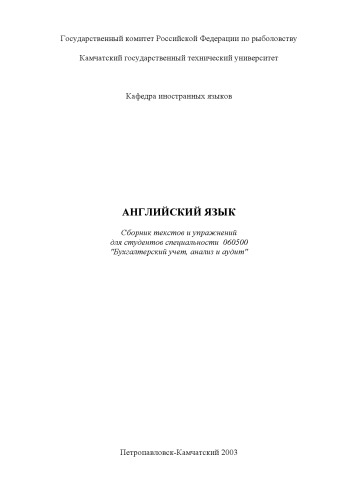 Государственный комитет Российской Федерации по рыболовству
Камчатский государственный технический университет
Кафедра иностранных языков
АНГЛИЙСКИЙ ЯЗЫК
Сборник текстов и упражнений
для студентов специальности 060500
"Бухгалтерский учет, анализ и аудит"
Петропавловск-Камчатский 2003